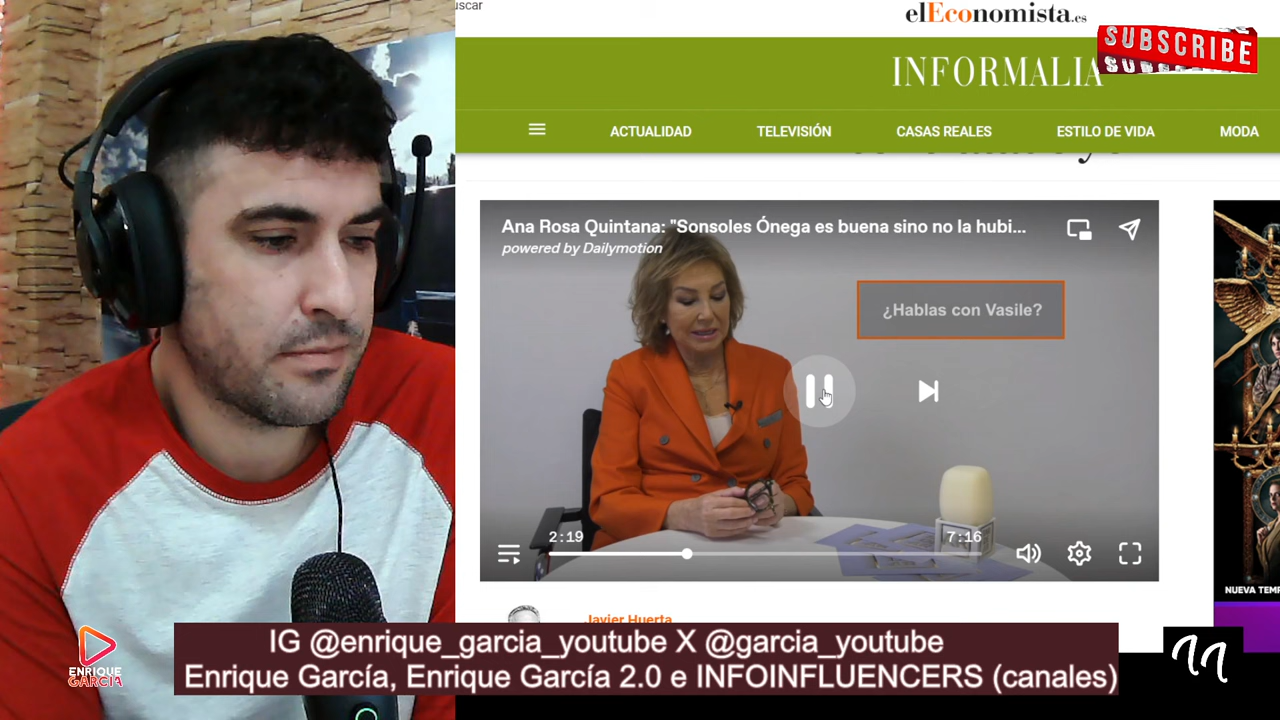 uscar
elEconomista.es
SUBSCRIBE
INFORMALIA
ACTUALIDAD
TELEVISIÓN
CASAS REALES
ESTILO DE VIDA
MODA
Ana Rosa Quintana: "Sonsoles Ónega es buena sino no la hubi...
powered by Dailymotion
¿Hablas con Vasile?
2:19
7:16
NUEVA TEMP
Javier Huerta
IG @enrique_garcia_youtube X @garcia_youtube
Enrique García, Enrique García 2.0 e INFOINFLUENCERS (canales)
ENRIQUE
GARCÍA